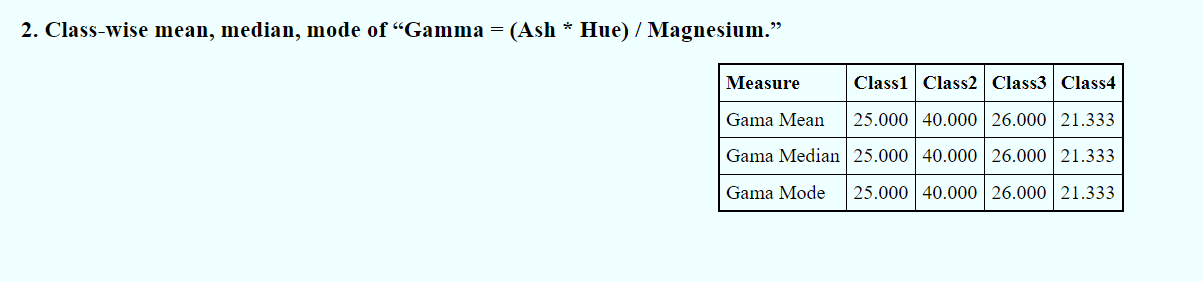 2. Class-wise mean, median, mode of “Gamma = (Ash * Hue) / Magnesium.”
Measure Class1 Class2 Class3 Class4
Gama Mean 25.000 40.000 26.000 21.333
Gama Median 25.000 40.000 26.000 21.333
Gama Mode 25.000 40.000 26.000 21.333